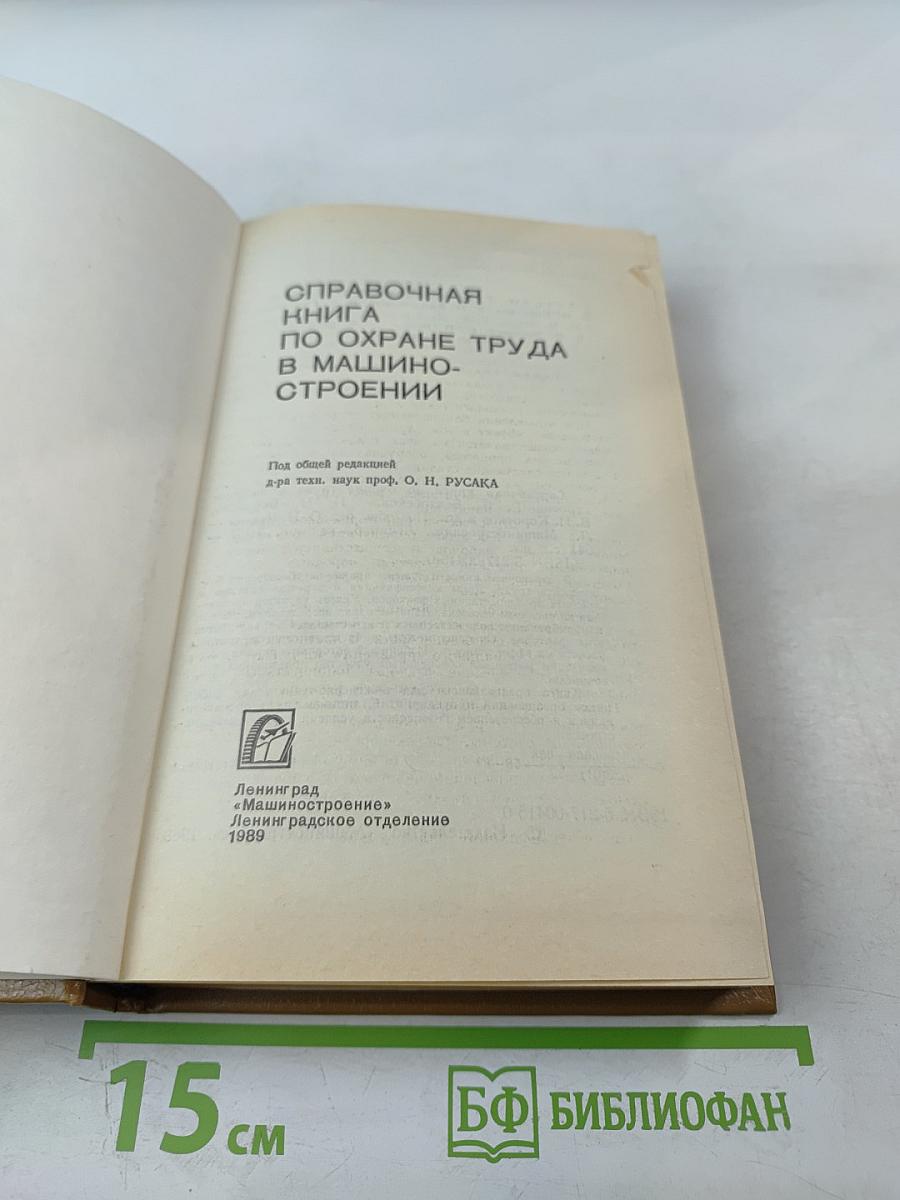 СПРАВОЧНАЯ
КНИГА
ПО ОХРАНЕ ТРУДА
В МАШИНО-
СТРОЕНИИ
Под общей редакцией
д-ра техн. наук проф. О. Н. РУСАКА
Ленинград
«Машиностроение»
Ленинградское отделение
1989
15 см
БФ БИБЛИОФАН